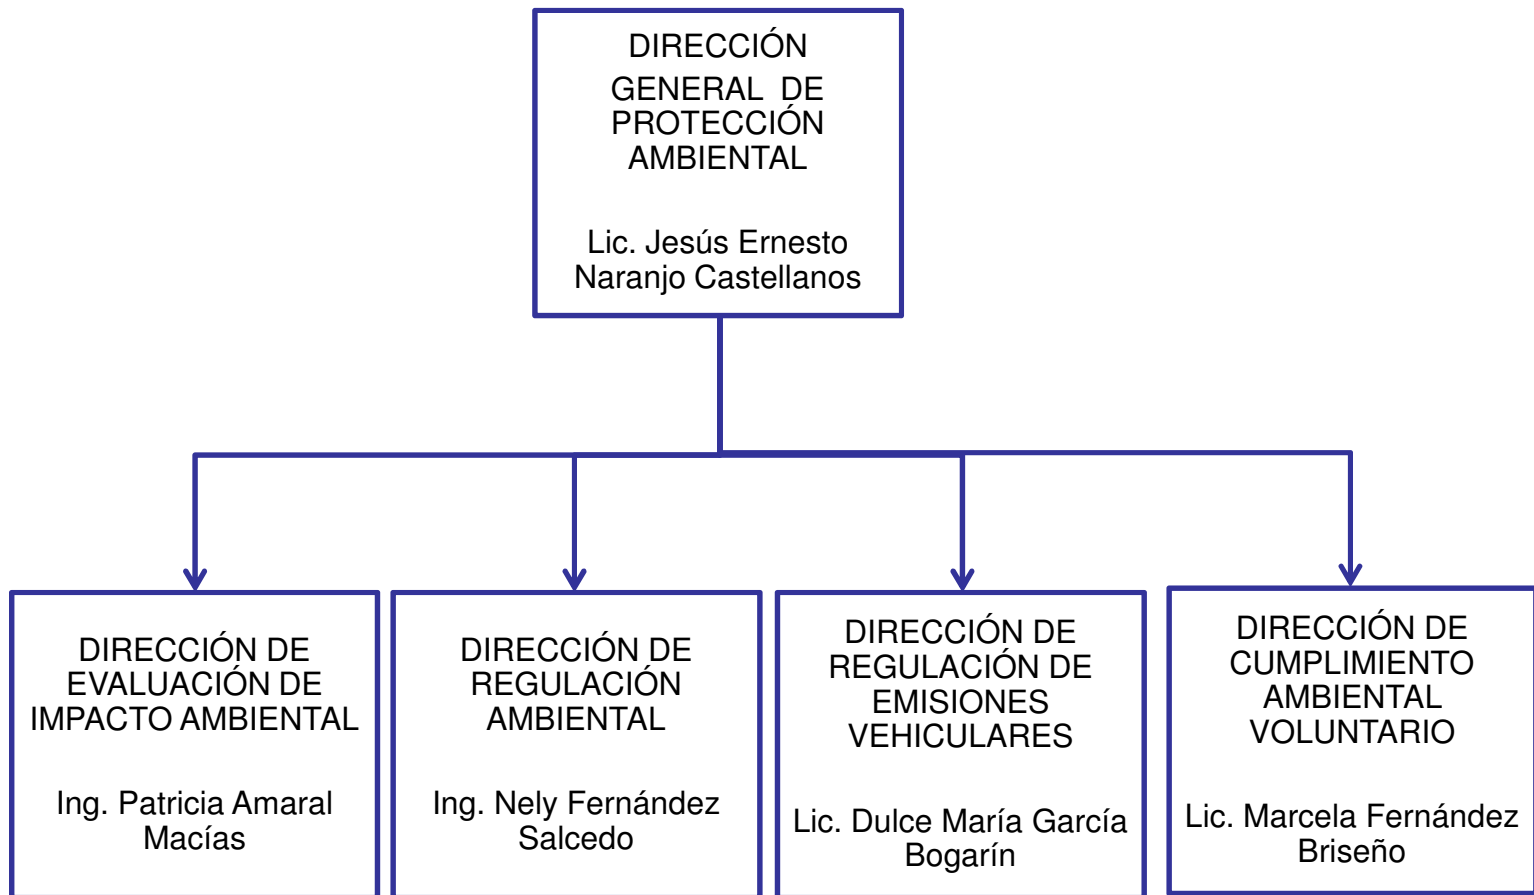 DIRECCIÓN
GENERAL DE
PROTECCIÓN
AMBIENTAL
Lic. Jesús Ernesto
Naranjo Castellanos
DIRECCIÓN DE
EVALUACIÓN DE
IMPACTO AMBIENTAL
Ing. Patricia Amaral
Macías
DIRECCIÓN DE
REGULACIÓN
AMBIENTAL
Ing. Nely Fernández
Salcedo
DIRECCIÓN DE
REGULACIÓN DE
EMISIONES
VEHICULARES
Lic. Dulce María García
Bogarín
DIRECCIÓN DE
CUMPLIMIENTO
AMBIENTAL
VOLUNTARIO
Lic. Marcela Fernández
Briseño